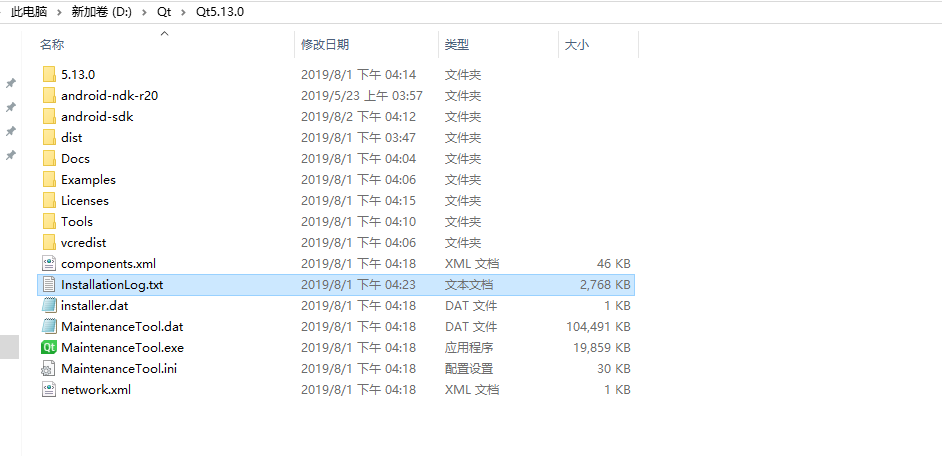 此电脑 › 新加卷 (D:) › Qt › Qt5.13.0
名称 修改日期 类型 大小
5.13.0 2019/8/1 下午 04:14 文件夹
android-ndk-r20 2019/5/23 上午 03:57 文件夹
android-sdk 2019/8/2 下午 04:12 文件夹
dist 2019/8/1 下午 03:47 文件夹
Docs 2019/8/1 下午 04:04 文件夹
Examples 2019/8/1 下午 04:06 文件夹
Licenses 2019/8/1 下午 04:15 文件夹
Tools 2019/8/1 下午 04:10 文件夹
vcredist 2019/8/1 下午 04:06 文件夹
components.xml 2019/8/1 下午 04:18 XML 文档 46 KB
InstallationLog.txt 2019/8/1 下午 04:23 文本文档 2,768 KB
installer.dat 2019/8/1 下午 04:18 DAT 文件 1 KB
MaintenanceTool.dat 2019/8/1 下午 04:18 DAT 文件 104,491 KB
Qt MaintenanceTool.exe 2019/8/1 下午 04:18 应用程序 19,859 KB
MaintenanceTool.ini 2019/8/1 下午 04:18 配置设置 30 KB
network.xml 2019/8/1 下午 04:18 XML 文档 1 KB